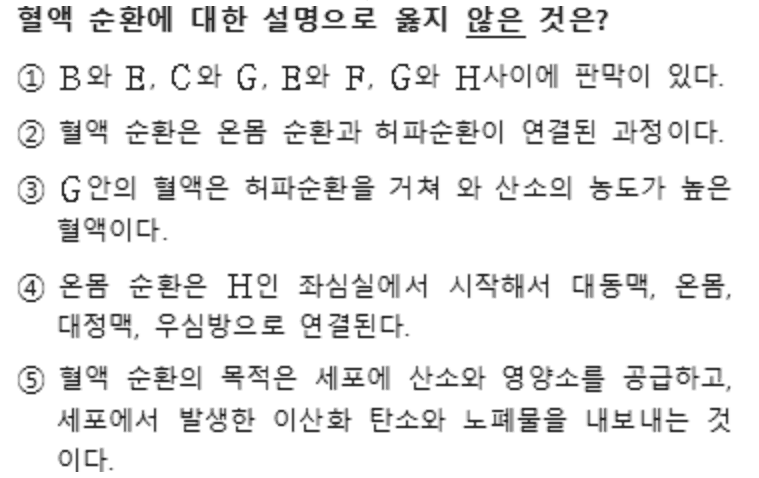 혈액 순환에 대한 설명으로 옳지 않은 것은?
① B와 E, C와 G, E와 F, G와 H사이에 판막이 있다.
② 혈액 순환은 온몸 순환과 허파순환이 연결된 과정이다.
③ G안의 혈액은 허파순환을 거쳐 와 산소의 농도가 높은
혈액이다.
④ 온몸 순환은 H인 좌심실에서 시작해서 대동맥, 온몸,
대정맥, 우심방으로 연결된다.
⑤ 혈액 순환의 목적은 세포에 산소와 영양소를 공급하고,
세포에서 발생한 이산화 탄소와 노폐물을 내보내는 것
이다.